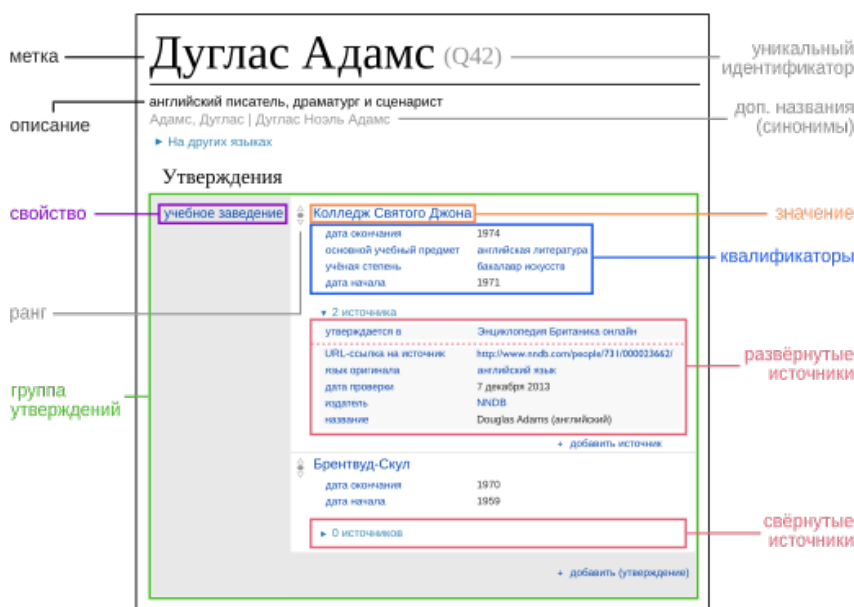 метка
Дуглас Адамс (Q42)
уникальный
идентификатор
описание
английский писатель, драматург и сценарист
Адамс, Дуглас | Дуглас Ноэль Адамс
доп. названия
(синонимы)
► На других языках
Утверждения
свойство
учебное заведение
Колледж Святого Джона
значение
дата окончания 1974
основной учебный предмет английская литература
учёная степень бакалавр искусств
дата начала 1971
квалификаторы
ранг
▼ 2 источника
утверждается в Энциклопедия Британика онлайн
URL-ссылка на источник http://www.nndb.com/people/731/000023662/
язык оригинала английский язык
дата проверки 7 декабря 2013
издатель NNDB
название Douglas Adams (английский)
развёрнутые
источники
группа
утверждений
+ добавить источник
Брентвуд-Скул
дата окончания 1970
дата начала 1959
► 0 источников
свёрнутые
источники
+ добавить (утверждение)